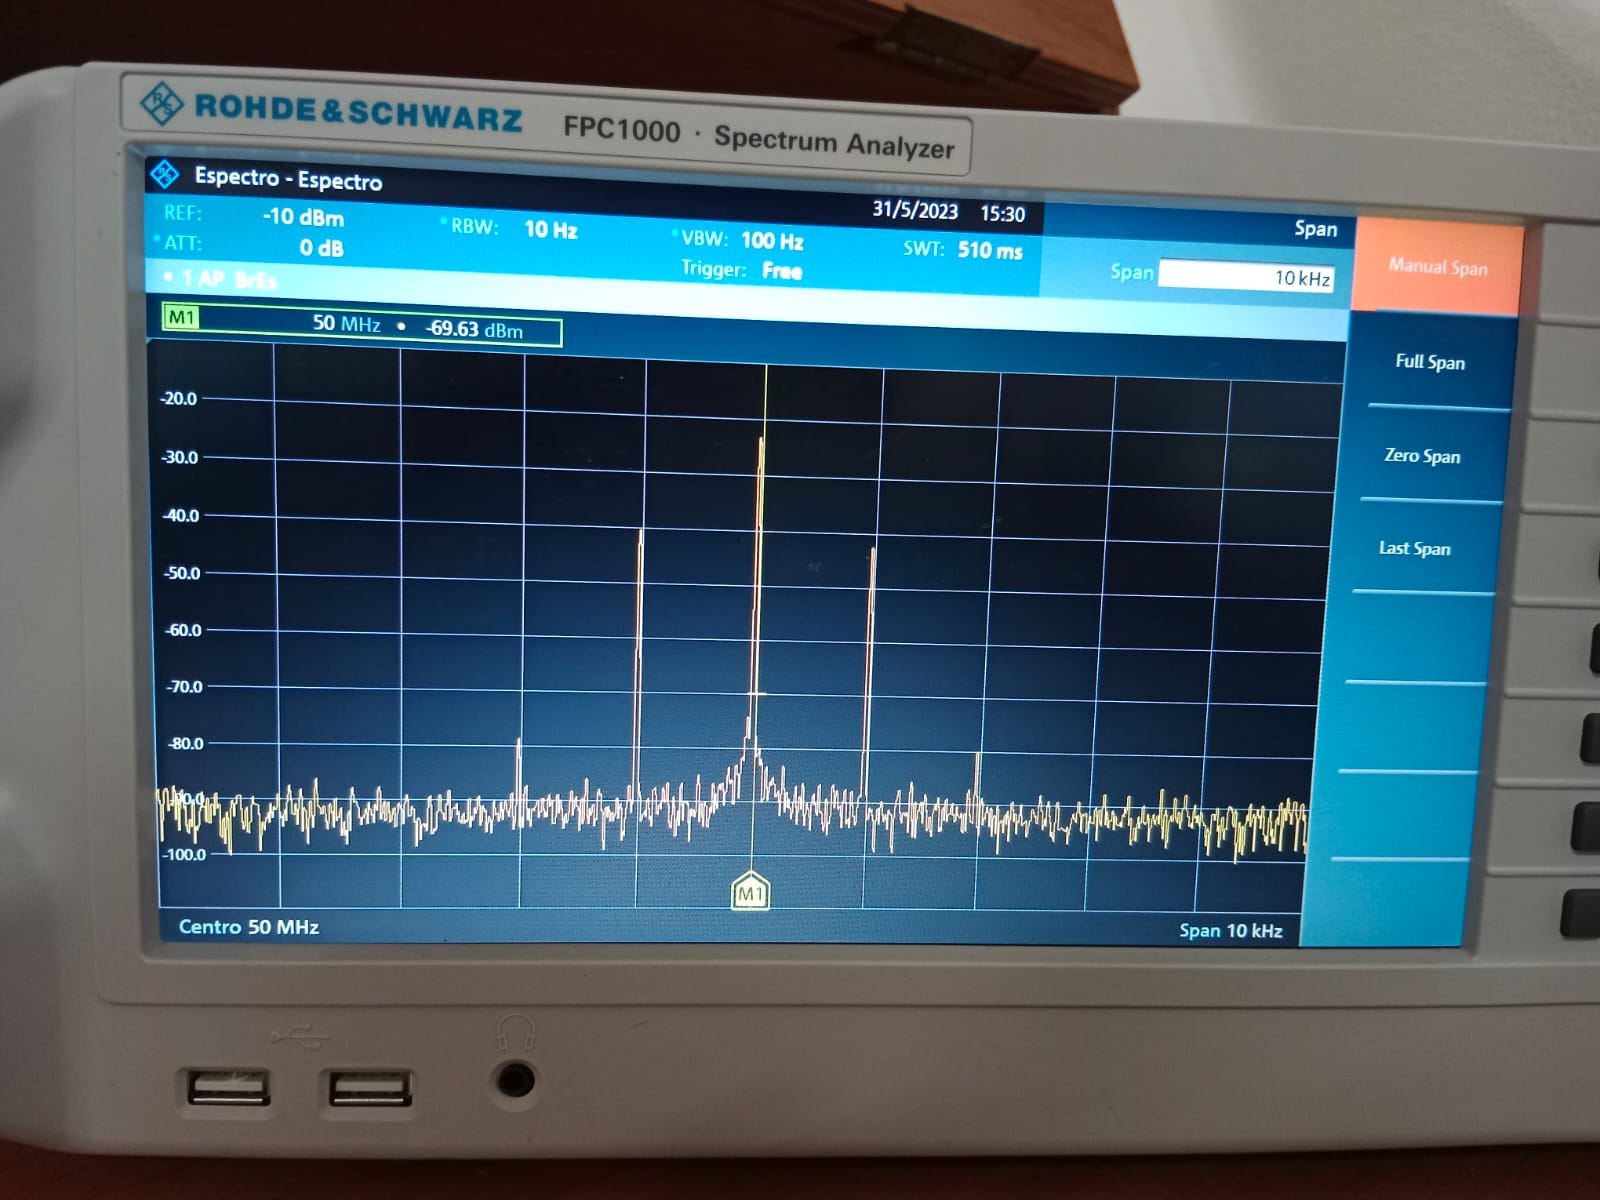 ROHDE&SCHWARZ FPC1000 · Spectrum Analyzer
Espectro - Espectro
31/5/2023 15:30
Span
REF: -10 dBm
RBW: 10 Hz
VBW: 100 Hz
SWT: 510 ms
ATT: 0 dB
Trigger: Free
Span 10 kHz
1 AP BrEs
M1 50 MHz • -69.63 dBm
Manual Span
Full Span
Zero Span
Last Span
-20.0
-30.0
-40.0
-50.0
-60.0
-70.0
-80.0
-100.0
M1
Centro 50 MHz
Span 10 kHz